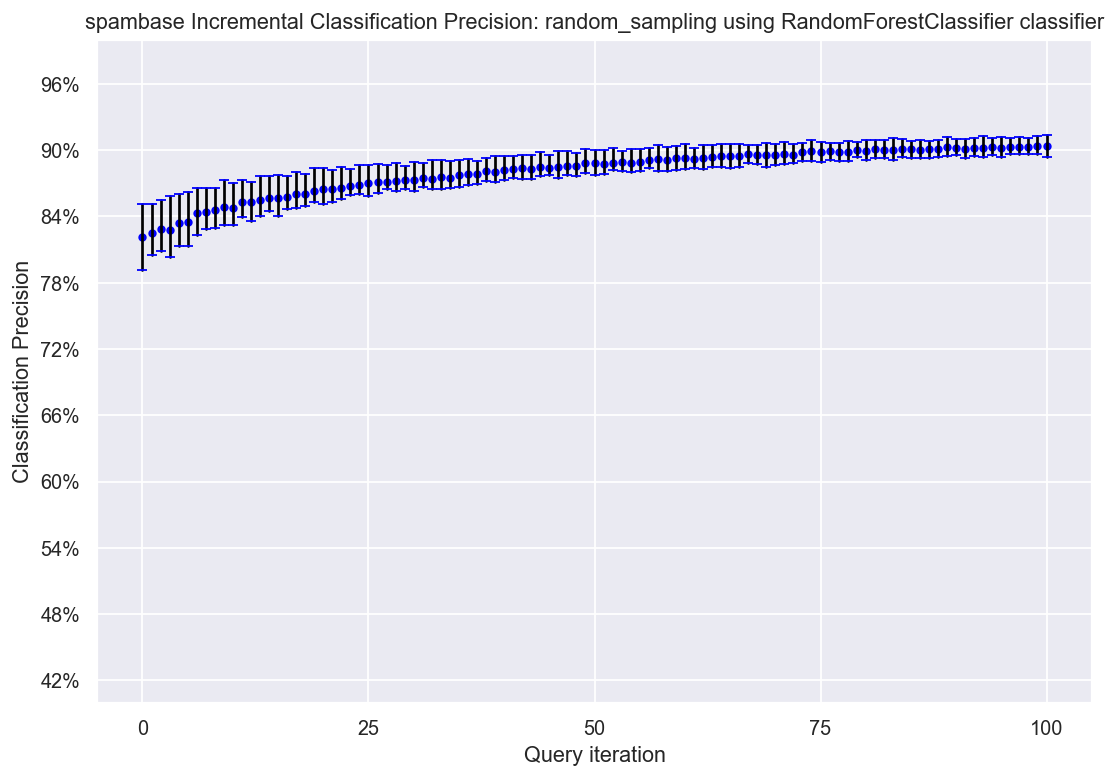 spambase Incremental Classification Precision: random_sampling using RandomForestClassifier classifier
96%
90%
84%
78%
72%
66%
60%
54%
48%
42%
Classification Precision
0 25 50 75 100
Query iteration